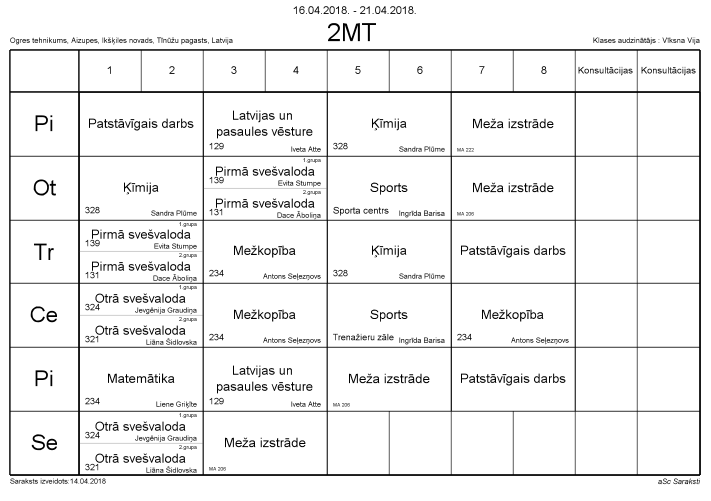 16.04.2018. - 21.04.2018.
2MT
Ogres tehnikums, Aizupes, Ikšķiles novads, Tīnūžu pagasts, Latvija
Klases audzinātājs : Vīksna Vija
1 2 3 4 5 6 7 8 Konsultācijas Konsultācijas
Pi
Patstāvīgais darbs
Latvijas un
pasaules vēsture
129 Iveta Atte
Ķīmija
328 Sandra Plūme
Meža izstrāde
MA 222
Ot
Ķīmija
328 Sandra Plūme
1.grupa
Pirmā svešvaloda
139 Evita Stumpe
2.grupa
Pirmā svešvaloda
131 Dace Āboliņa
Sports
Sporta centrs Ingrīda Barisa
Meža izstrāde
MA 206
Tr
1.grupa
Pirmā svešvaloda
139 Evita Stumpe
2.grupa
Pirmā svešvaloda
131 Dace Āboliņa
Mežkopība
234 Antons Seļezņovs
Ķīmija
328 Sandra Plūme
Patstāvīgais darbs
Ce
1.grupa
Otrā svešvaloda
324 Jevgēnija Graudiņa
2.grupa
Otrā svešvaloda
321 Liāna Šidlovska
Mežkopība
234 Antons Seļezņovs
Sports
Trenažieru zāle Ingrīda Barisa
Mežkopība
234 Antons Seļezņovs
Pi
Matemātika
234 Liene Griķīte
Latvijas un
pasaules vēsture
129 Iveta Atte
Meža izstrāde
MA 206
Patstāvīgais darbs
Se
1.grupa
Otrā svešvaloda
324 Jevgēnija Graudiņa
2.grupa
Otrā svešvaloda
321 Liāna Šidlovska
Meža izstrāde
MA 206
Saraksts izveidots:14.04.2018
aSc Saraksti